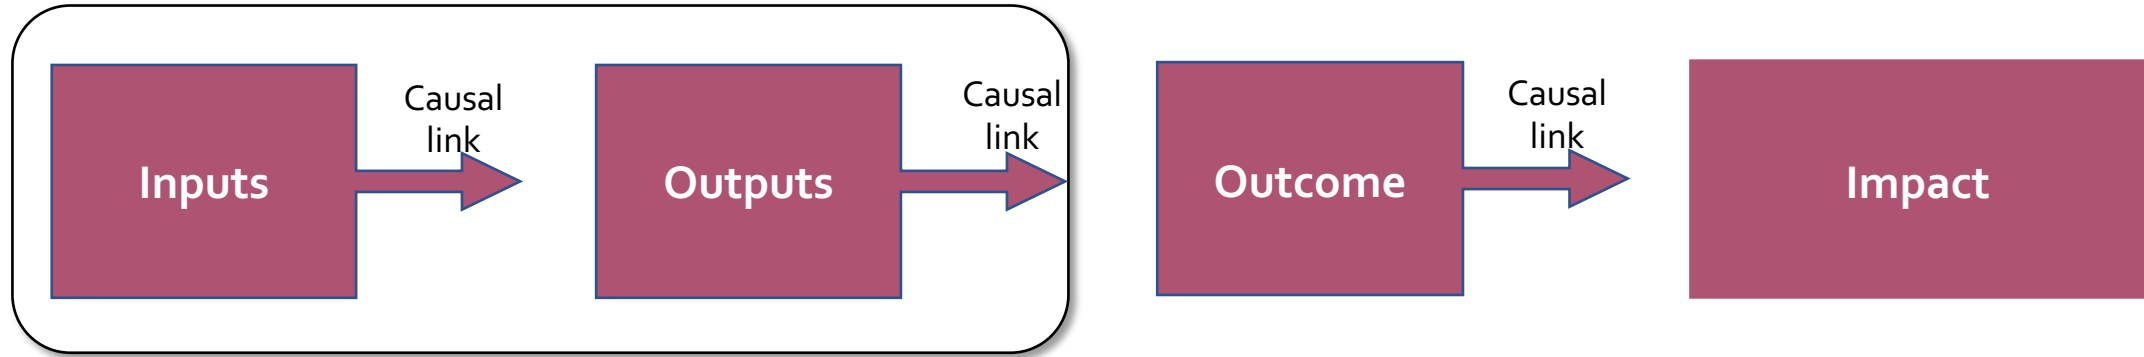 Inputs
Causal
link
Outputs
Causal
link
Outcome
Causal
link
Impact